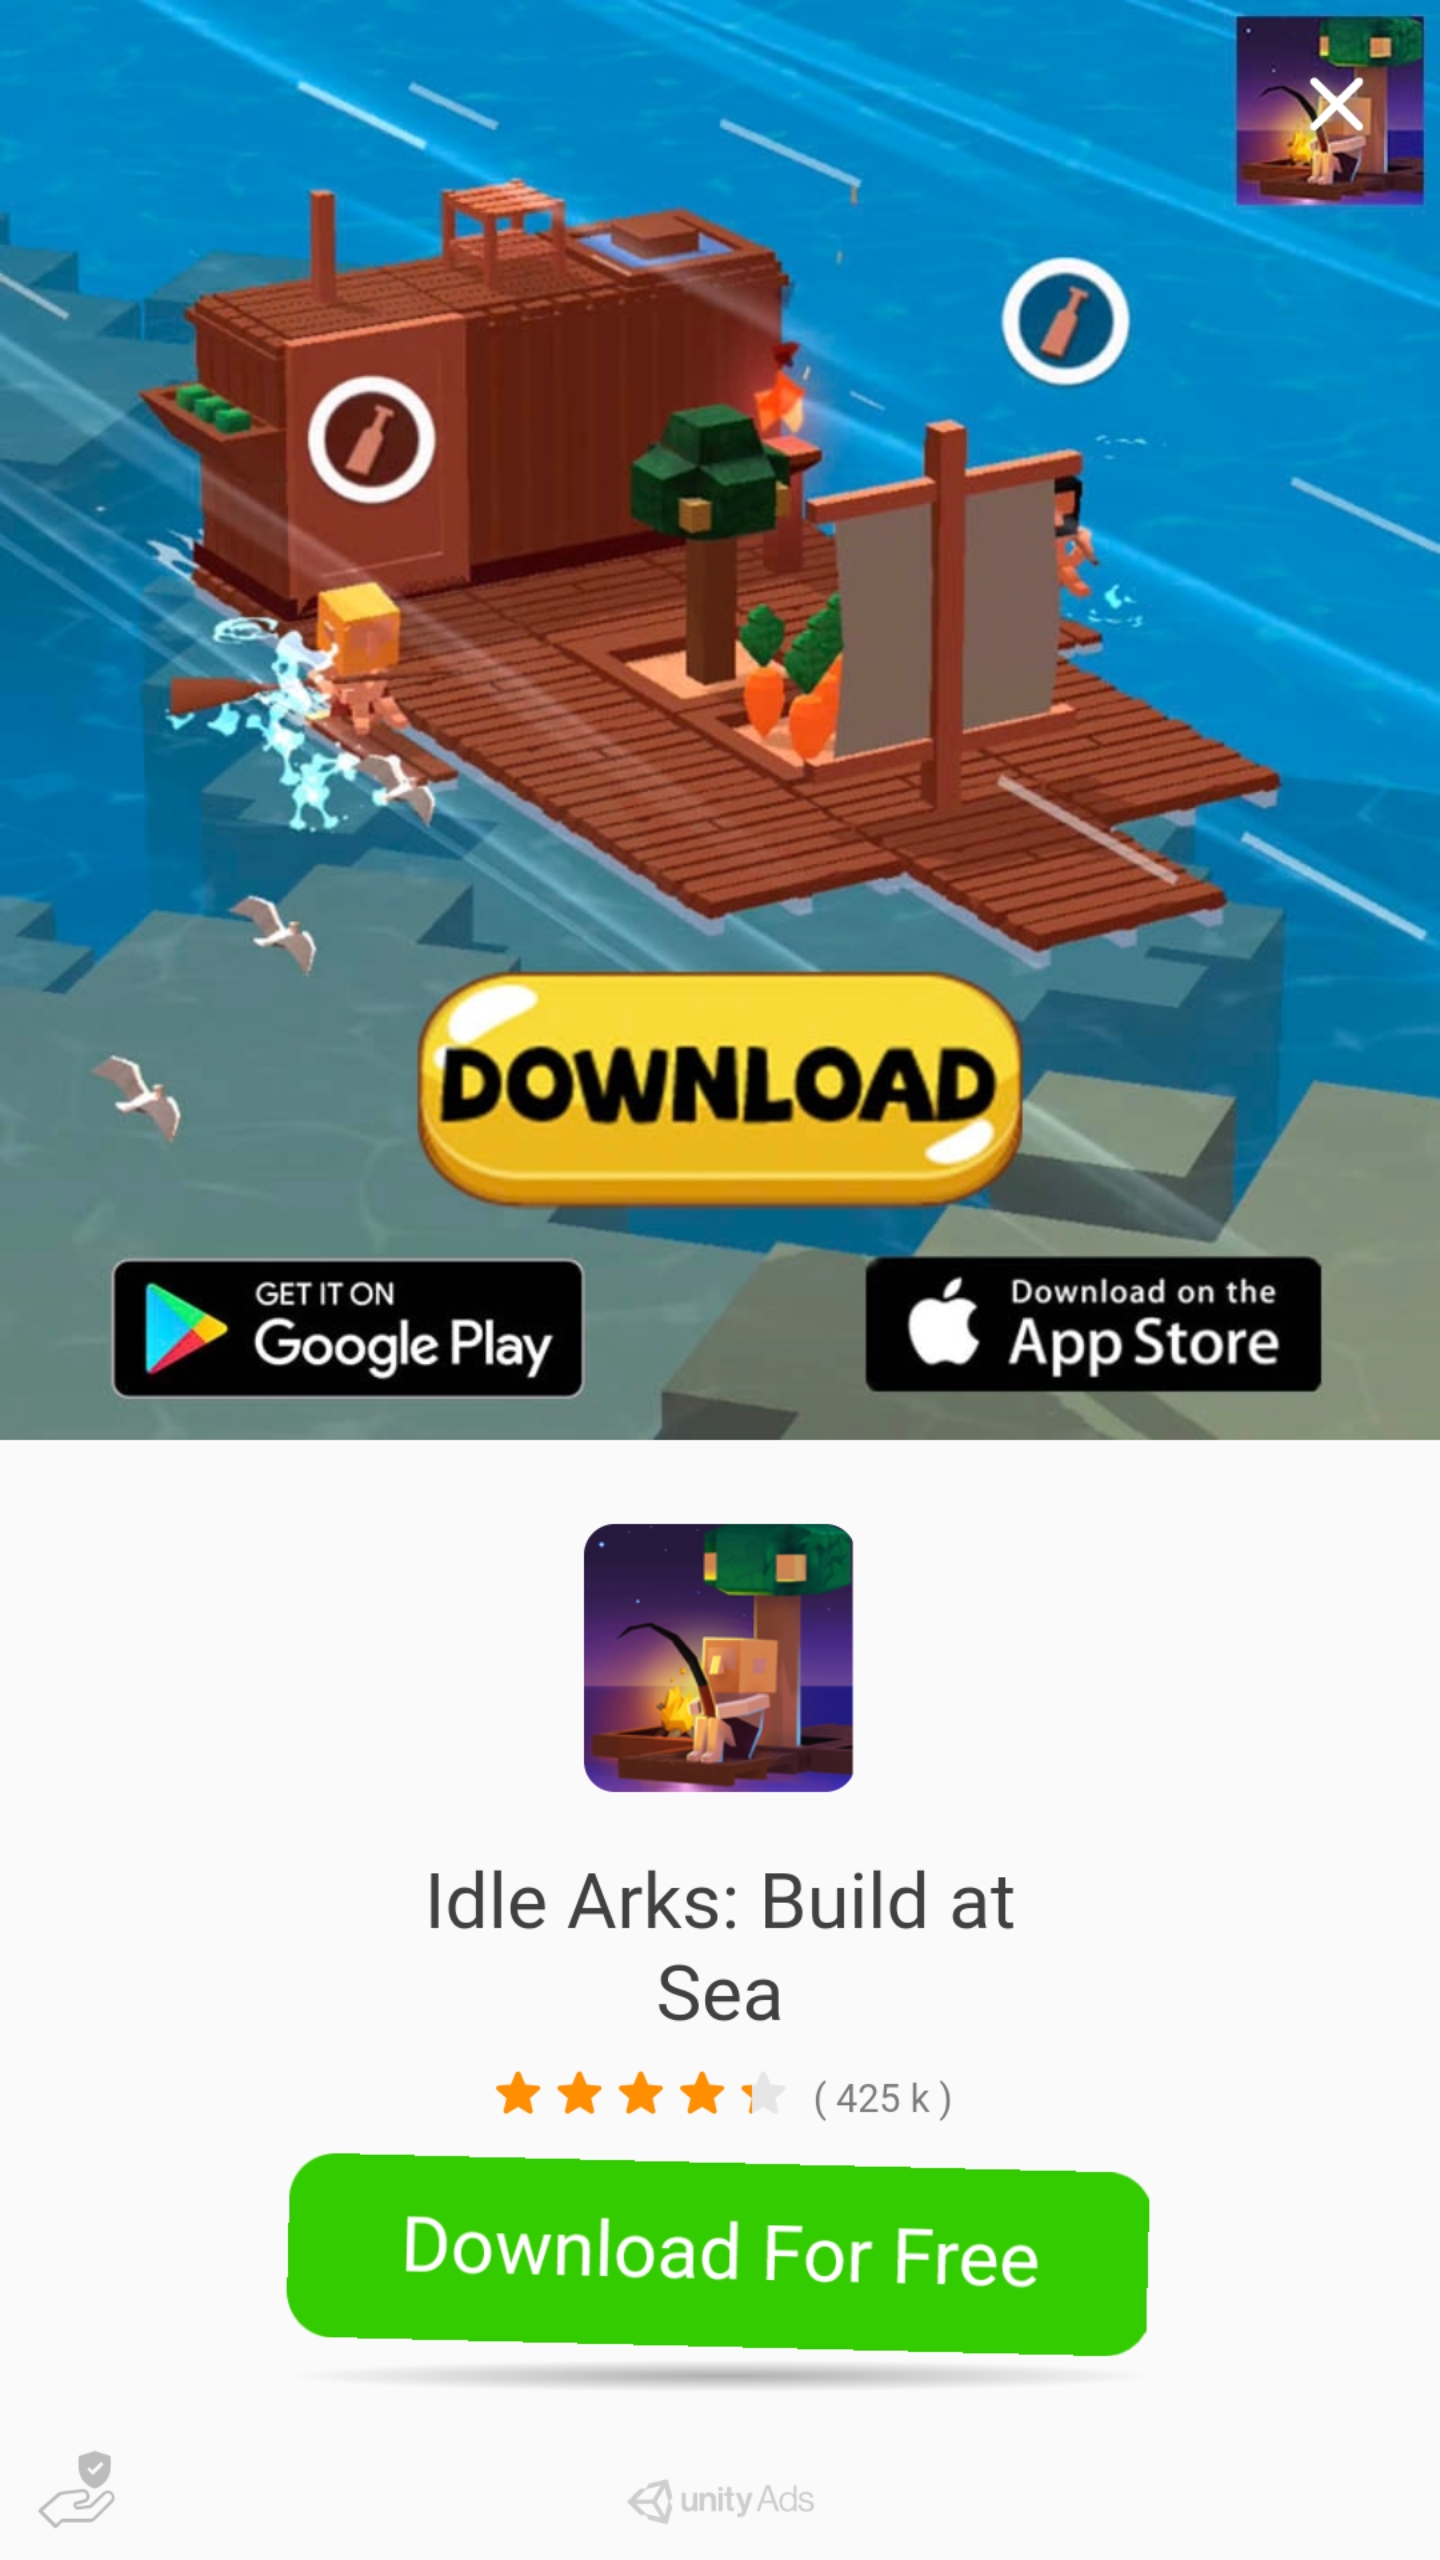 DOWNLOAD
GET IT ON
Google Play
Download on the
App Store
Idle Arks: Build at
Sea
( 425 k )
Download For Free
unity Ads